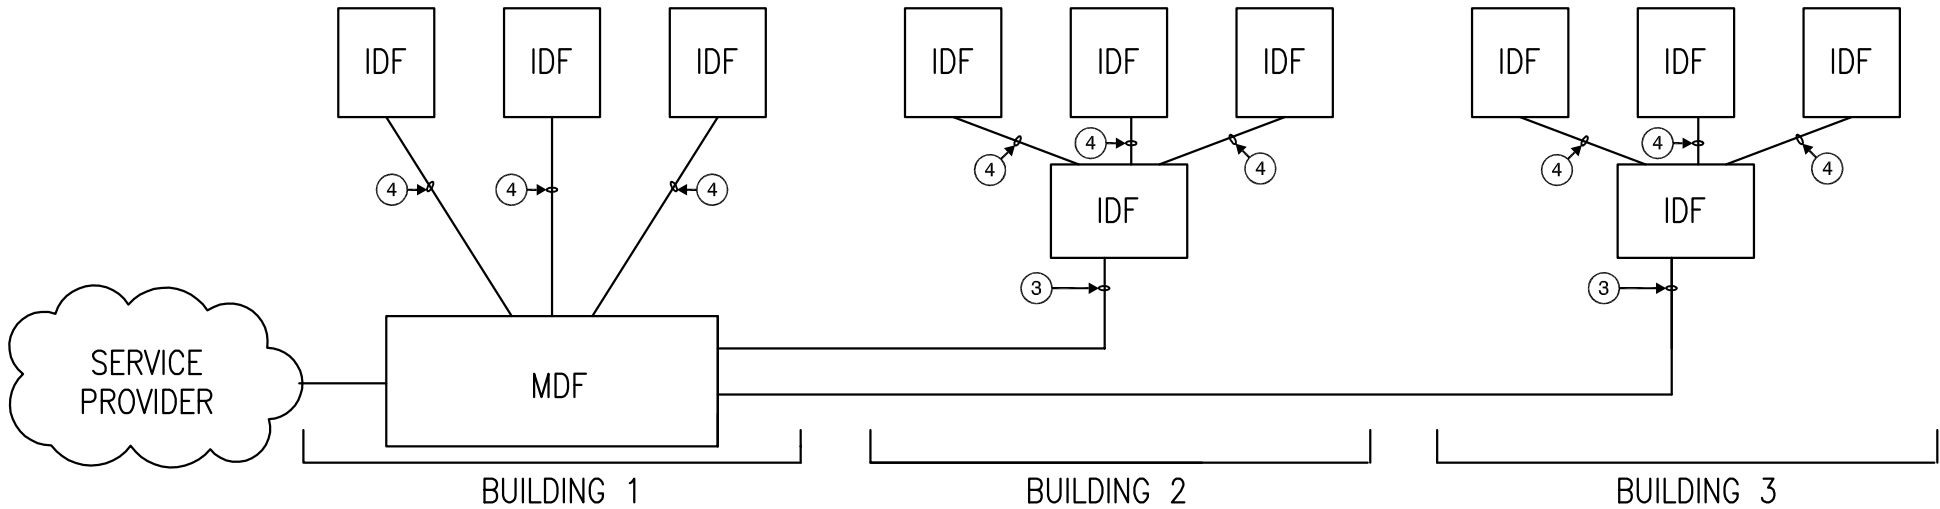 IDF IDF IDF IDF IDF IDF IDF IDF IDF
4 4 4
4 4 4 4 4 4
IDF IDF
3 3
SERVICE
PROVIDER
MDF
BUILDING 1 BUILDING 2 BUILDING 3